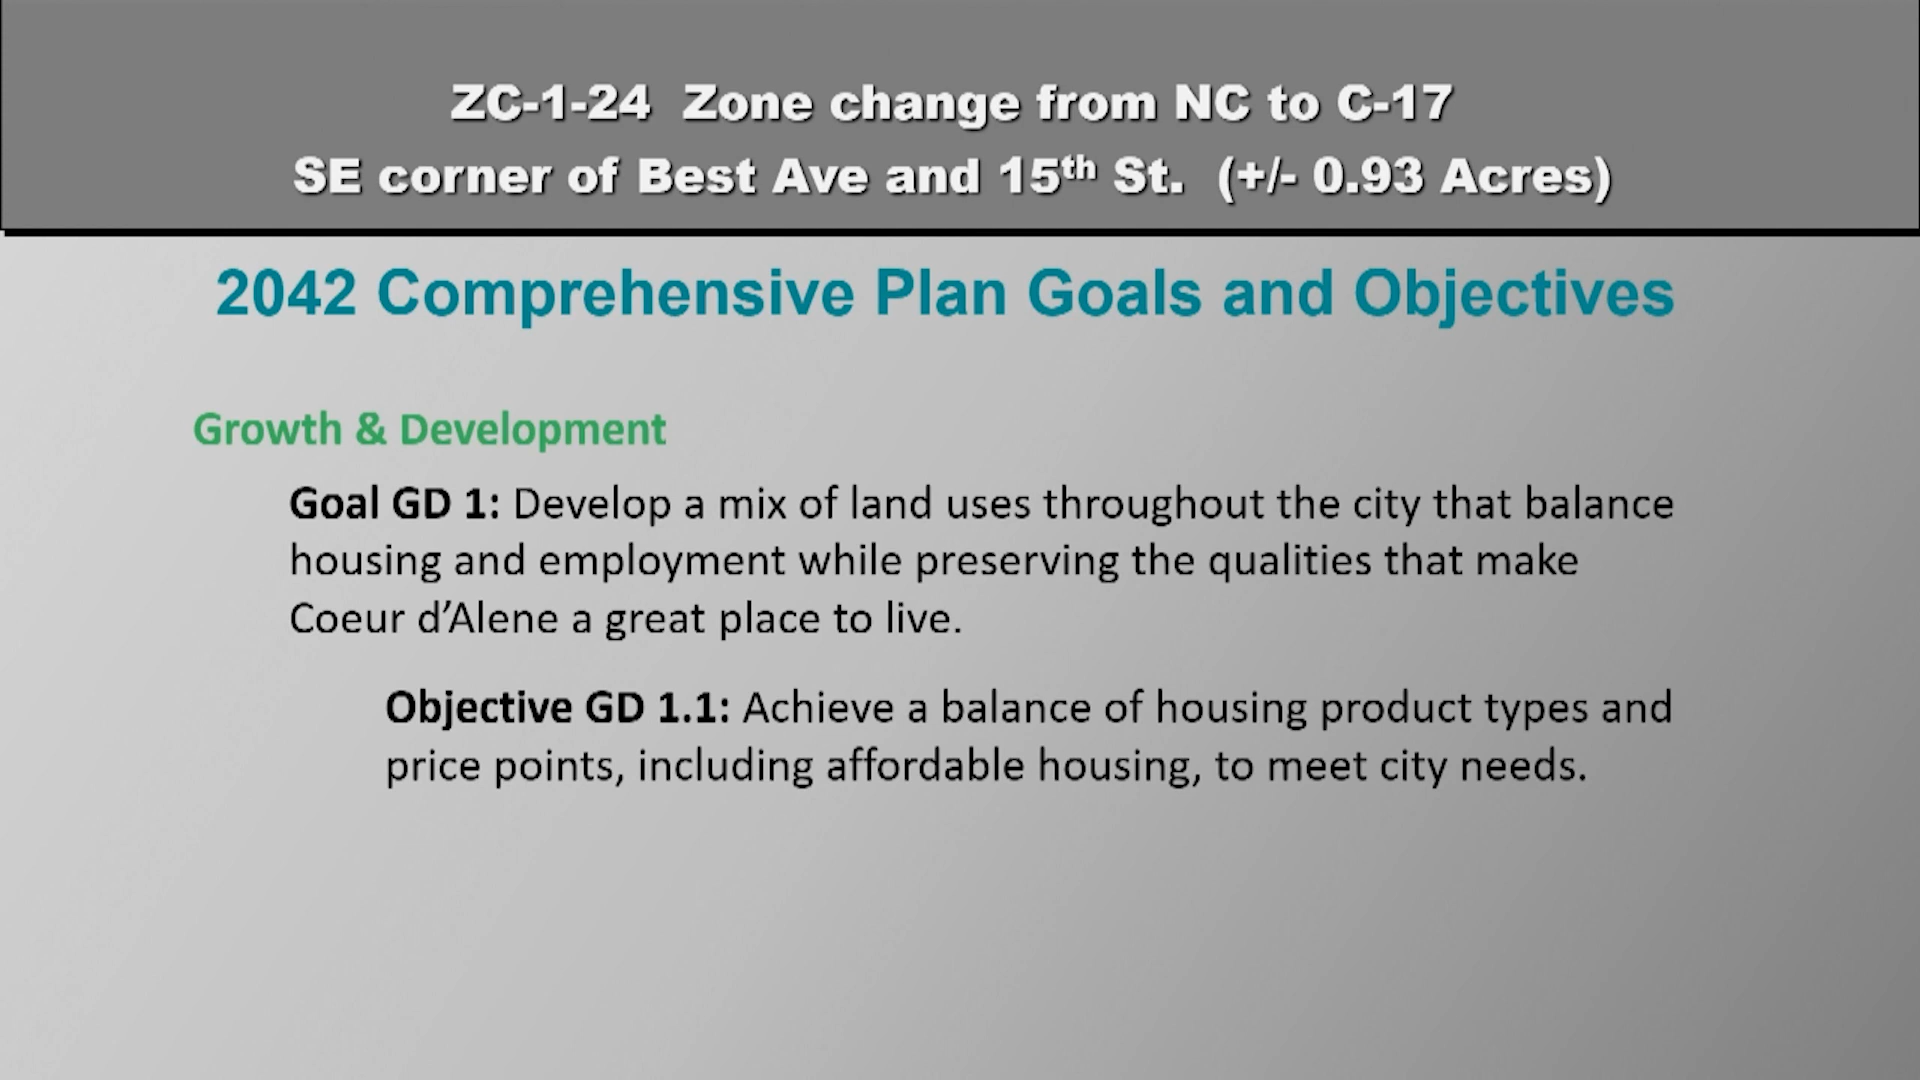 ZC-1-24 Zone change from NC to C-17
SE corner of Best Ave and 15th St. (+/- 0.93 Acres)
2042 Comprehensive Plan Goals and Objectives
Growth & Development
Goal GD 1: Develop a mix of land uses throughout the city that balance
housing and employment while preserving the qualities that make
Coeur d’Alene a great place to live.
Objective GD 1.1: Achieve a balance of housing product types and
price points, including affordable housing, to meet city needs.